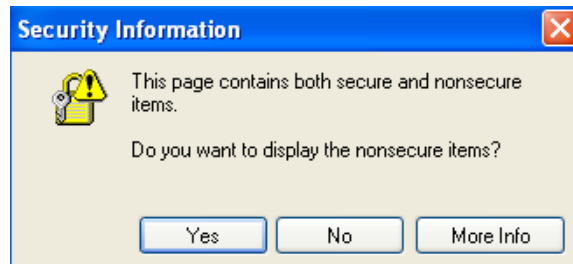 Security Information
This page contains both secure and nonsecure
items.
Do you want to display the nonsecure items?
Yes
No
More Info